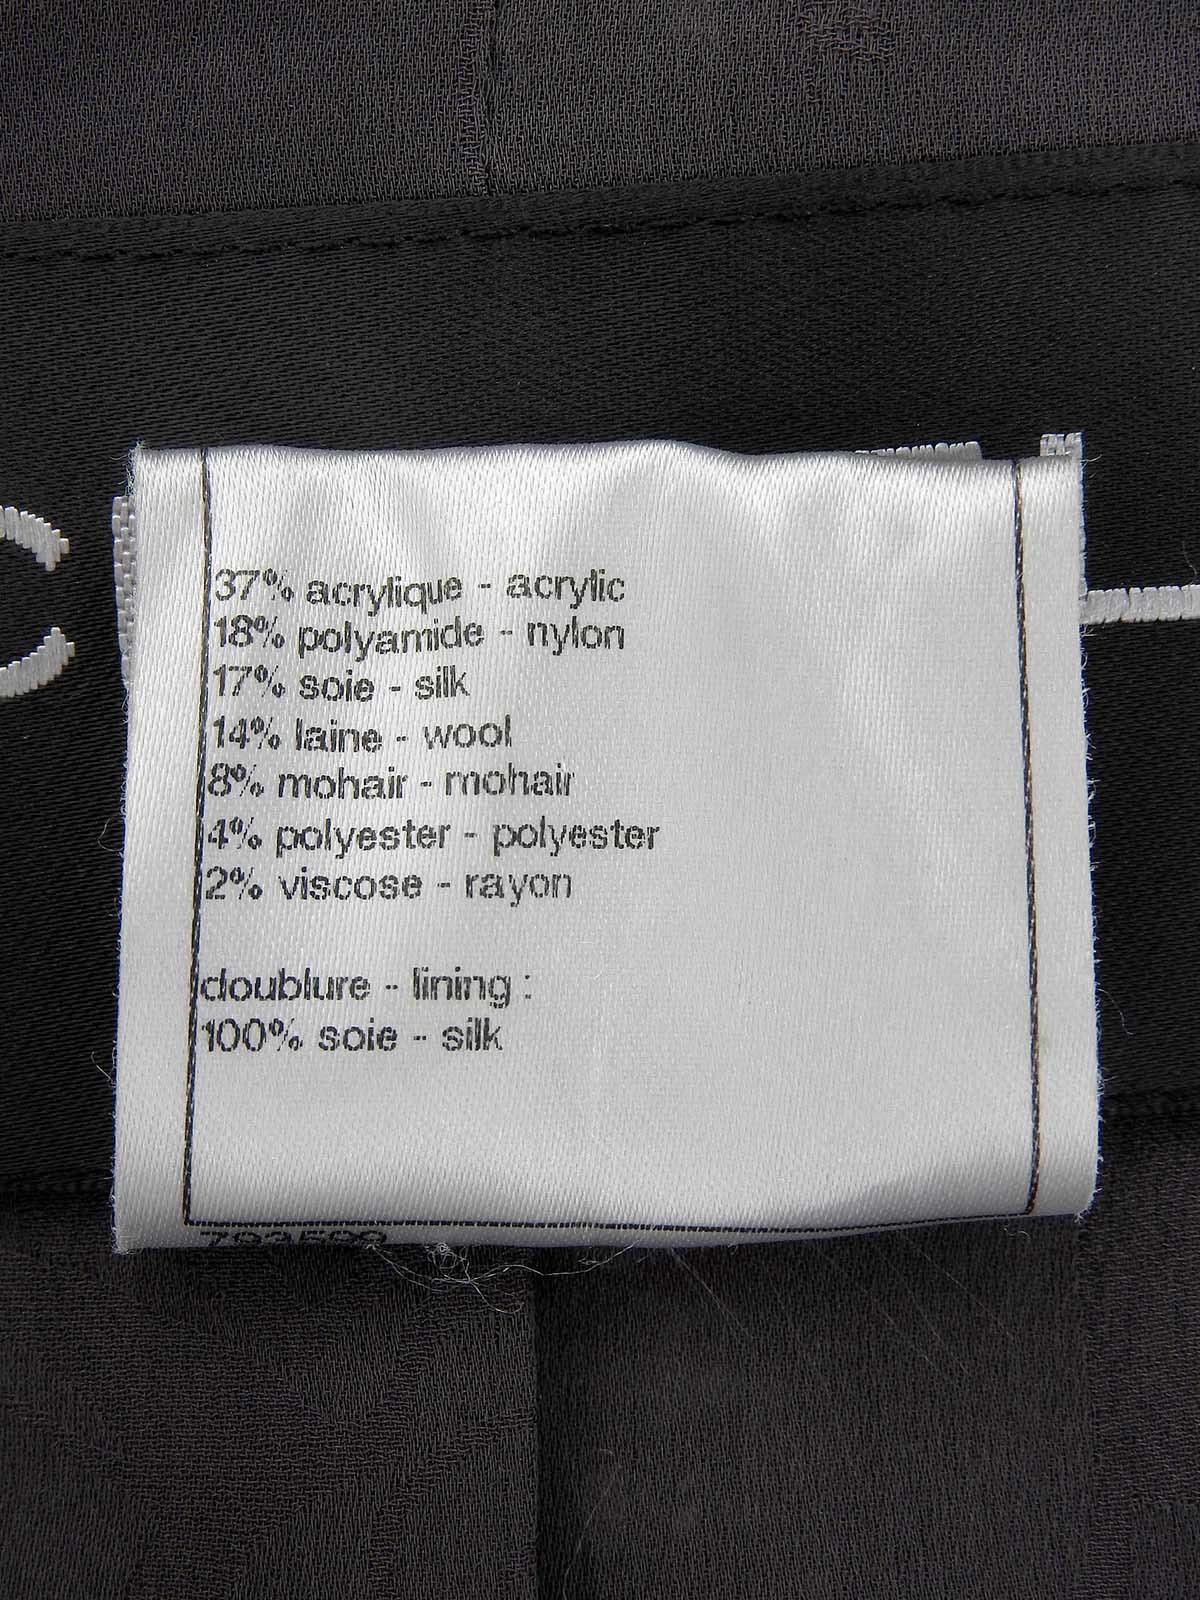 37% acrylique - acrylic
18% polyamide - nylon
17% soie - silk
14% laine - wool
8% mohair - mohair
4% polyester - polyester
2% viscose - rayon
doublure - lining :
100% soie - silk